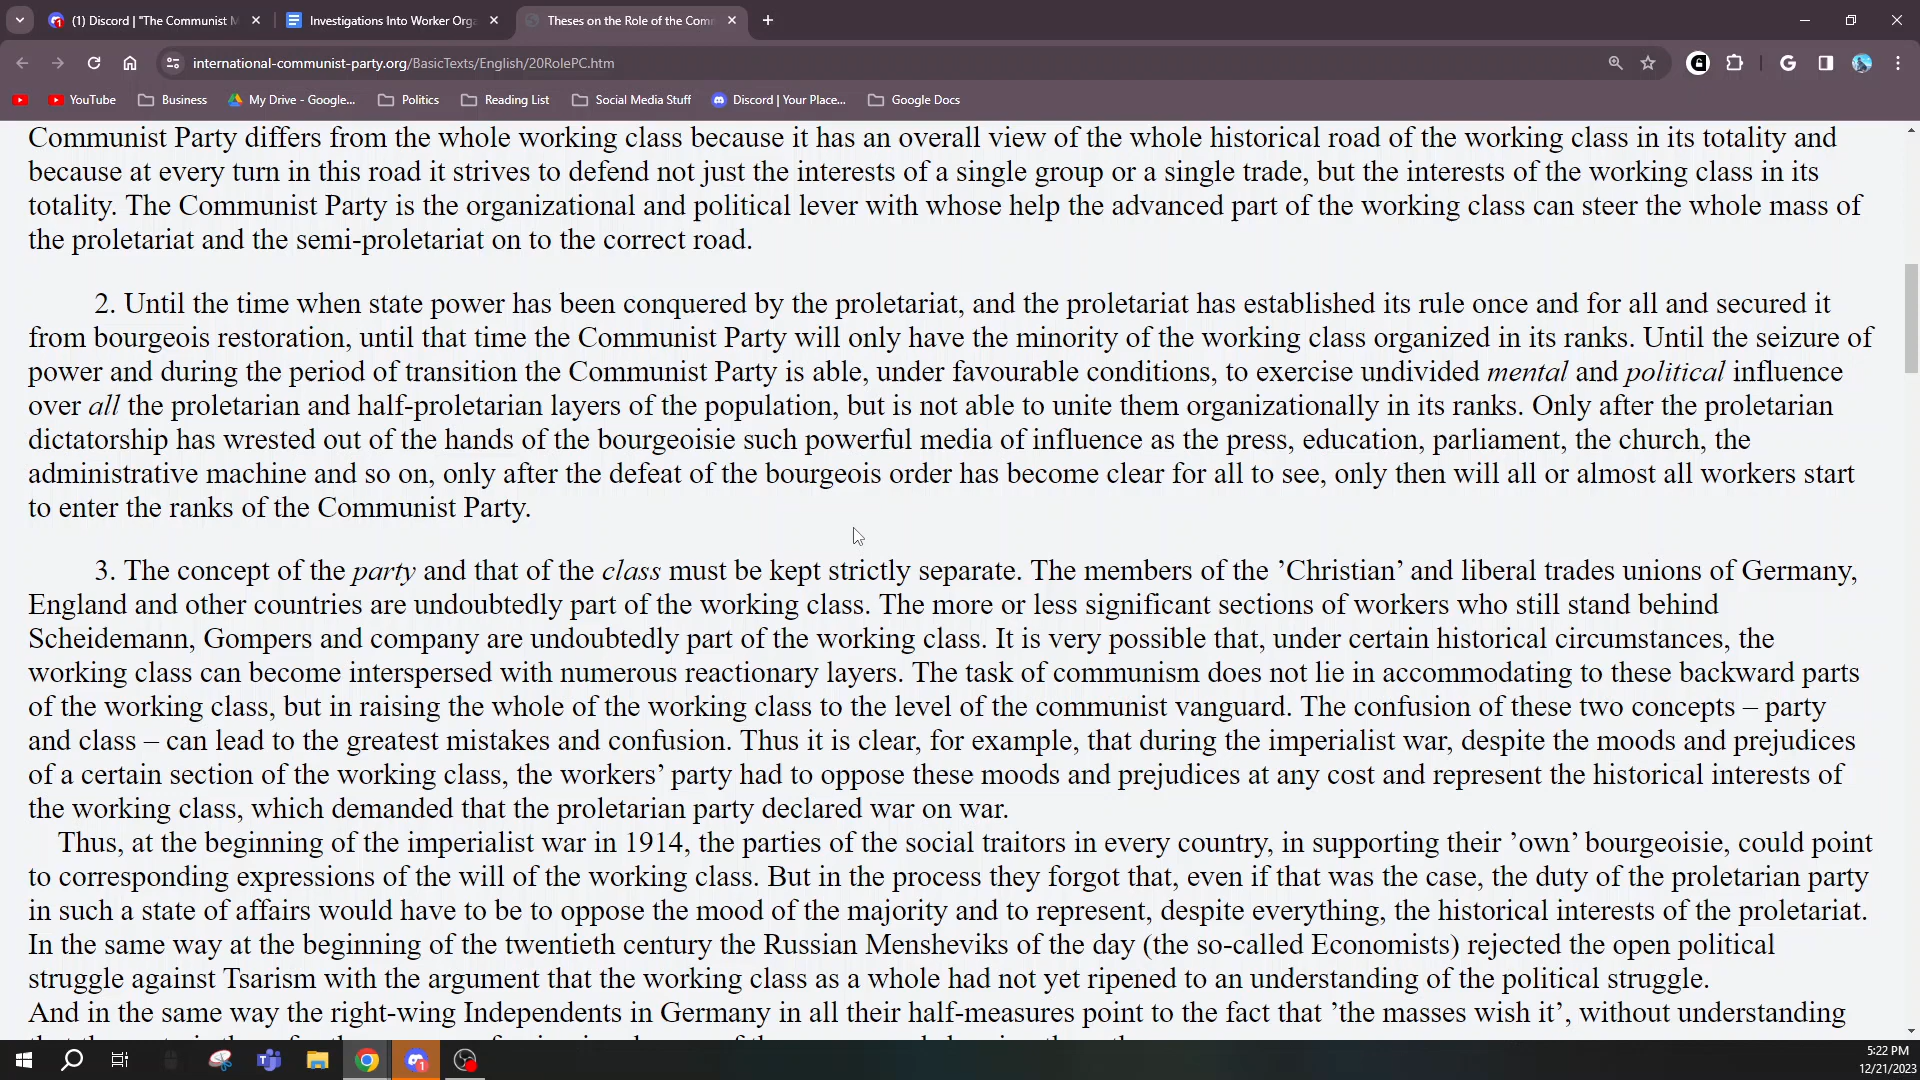 (1) Discord | "The Communist M
Investigations Into Worker Orga
Theses on the Role of the Com
international-communist-party.org/BasicTexts/English/20RolePC.htm
YouTube
Business
My Drive - Google...
Politics
Reading List
Social Media Stuff
Discord | Your Place...
Google Docs
Communist Party differs from the whole working class because it has an overall view of the whole historical road of the working class in its totality and
because at every turn in this road it strives to defend not just the interests of a single group or a single trade, but the interests of the working class in its
totality. The Communist Party is the organizational and political lever with whose help the advanced part of the working class can steer the whole mass of
the proletariat and the semi-proletariat on to the correct road.
2. Until the time when state power has been conquered by the proletariat, and the proletariat has established its rule once and for all and secured it
from bourgeois restoration, until that time the Communist Party will only have the minority of the working class organized in its ranks. Until the seizure of
power and during the period of transition the Communist Party is able, under favourable conditions, to exercise undivided mental and political influence
over all the proletarian and half-proletarian layers of the population, but is not able to unite them organizationally in its ranks. Only after the proletarian
dictatorship has wrested out of the hands of the bourgeoisie such powerful media of influence as the press, education, parliament, the church, the
administrative machine and so on, only after the defeat of the bourgeois order has become clear for all to see, only then will all or almost all workers start
to enter the ranks of the Communist Party.
3. The concept of the party and that of the class must be kept strictly separate. The members of the ’Christian’ and liberal trades unions of Germany,
England and other countries are undoubtedly part of the working class. The more or less significant sections of workers who still stand behind
Scheidemann, Gompers and company are undoubtedly part of the working class. It is very possible that, under certain historical circumstances, the
working class can become interspersed with numerous reactionary layers. The task of communism does not lie in accommodating to these backward parts
of the working class, but in raising the whole of the working class to the level of the communist vanguard. The confusion of these two concepts – party
and class – can lead to the greatest mistakes and confusion. Thus it is clear, for example, that during the imperialist war, despite the moods and prejudices
of a certain section of the working class, the workers’ party had to oppose these moods and prejudices at any cost and represent the historical interests of
the working class, which demanded that the proletarian party declared war on war.
Thus, at the beginning of the imperialist war in 1914, the parties of the social traitors in every country, in supporting their ’own’ bourgeoisie, could point
to corresponding expressions of the will of the working class. But in the process they forgot that, even if that was the case, the duty of the proletarian party
in such a state of affairs would have to be to oppose the mood of the majority and to represent, despite everything, the historical interests of the proletariat.
In the same way at the beginning of the twentieth century the Russian Mensheviks of the day (the so-called Economists) rejected the open political
struggle against Tsarism with the argument that the working class as a whole had not yet ripened to an understanding of the political struggle.
And in the same way the right-wing Independents in Germany in all their half-measures point to the fact that ’the masses wish it’, without understanding
5:22 PM
12/21/2023